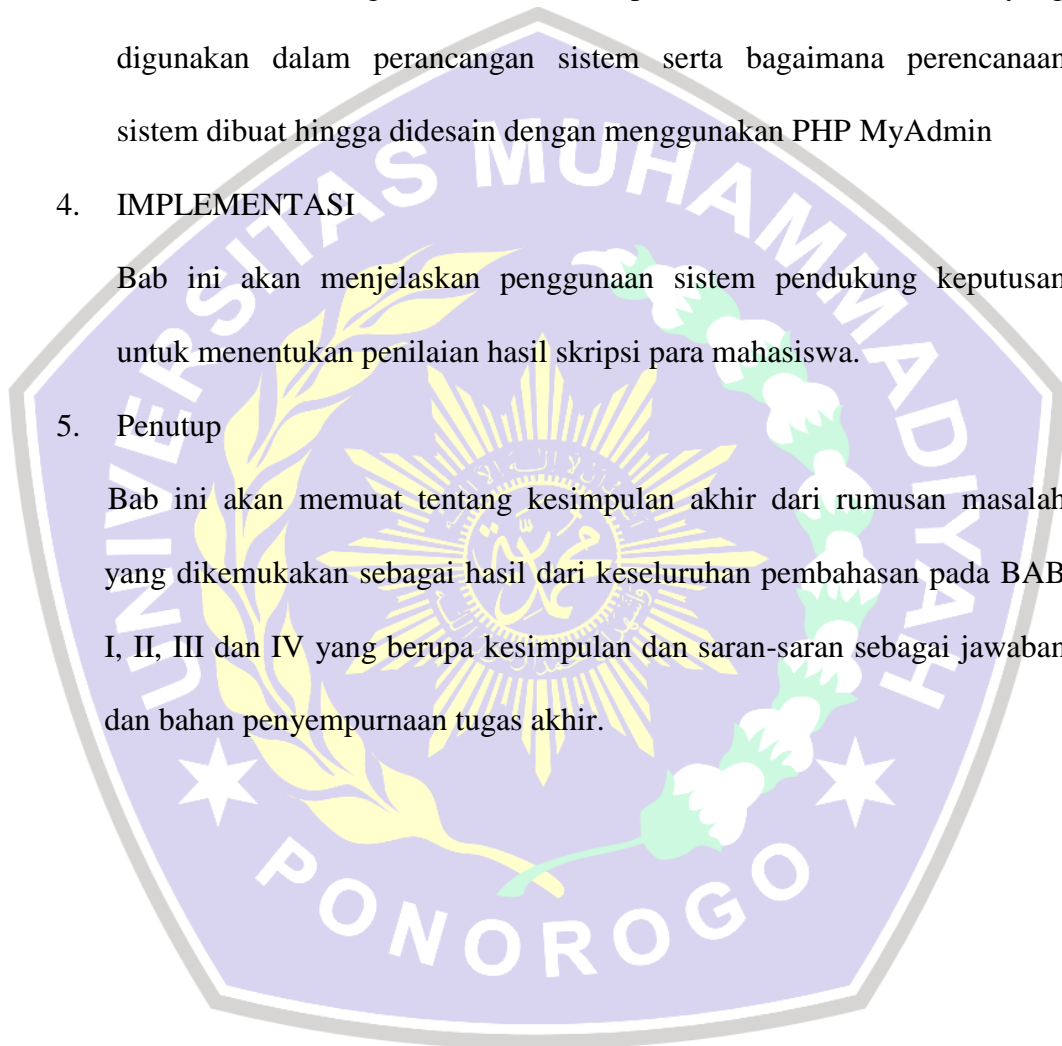 digunakan dalam perancangan sistem serta bagaimana perencanaan
sistem dibuat hingga didesain dengan menggunakan PHP MyAdmin
4. IMPLEMENTASI
Bab ini akan menjelaskan penggunaan sistem pendukung keputusan
untuk menentukan penilaian hasil skripsi para mahasiswa.
5. Penutup
Bab ini akan memuat tentang kesimpulan akhir dari rumusan masalah
yang dikemukakan sebagai hasil dari keseluruhan pembahasan pada BAB
I, II, III dan IV yang berupa kesimpulan dan saran-saran sebagai jawaban
dan bahan penyempurnaan tugas akhir.
UNIVERSITAS MUHAMMADIYAH
PONOROGO